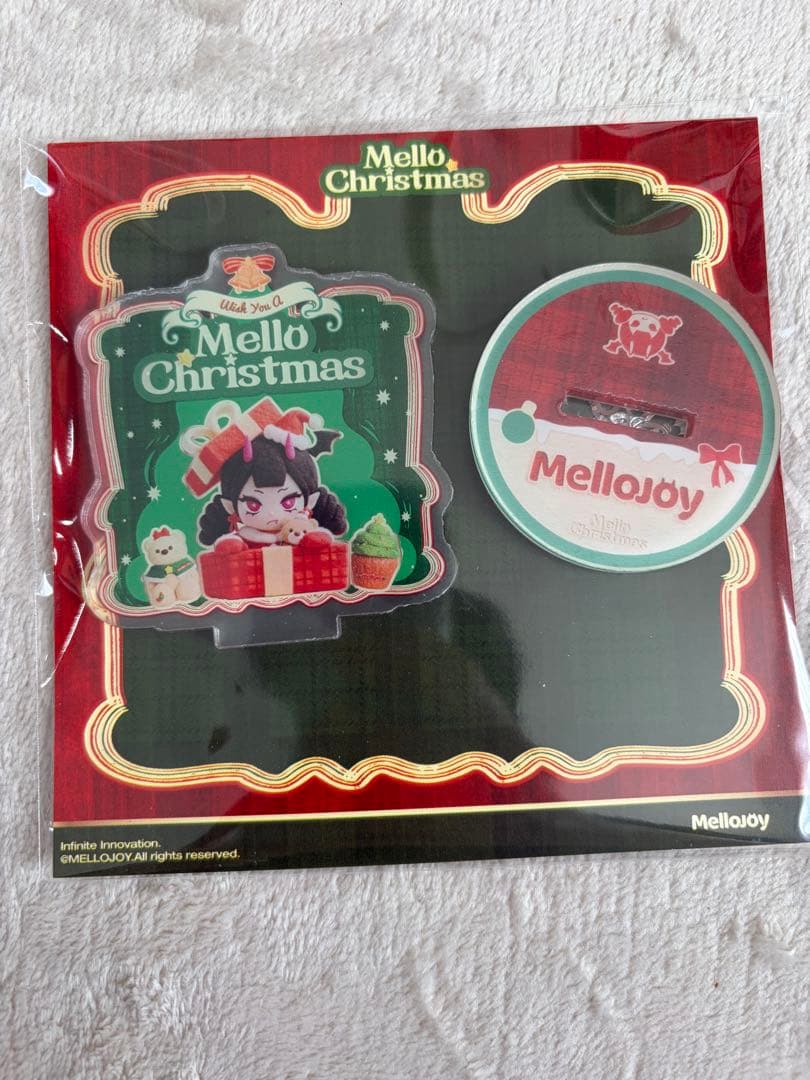 Mello
Christmas
Wish You A
Mello
Christmas
MelloJOY
Mello
Christmas
MelloJOY
Infinite Innovation.
©MELLOJOY.All rights reserved.